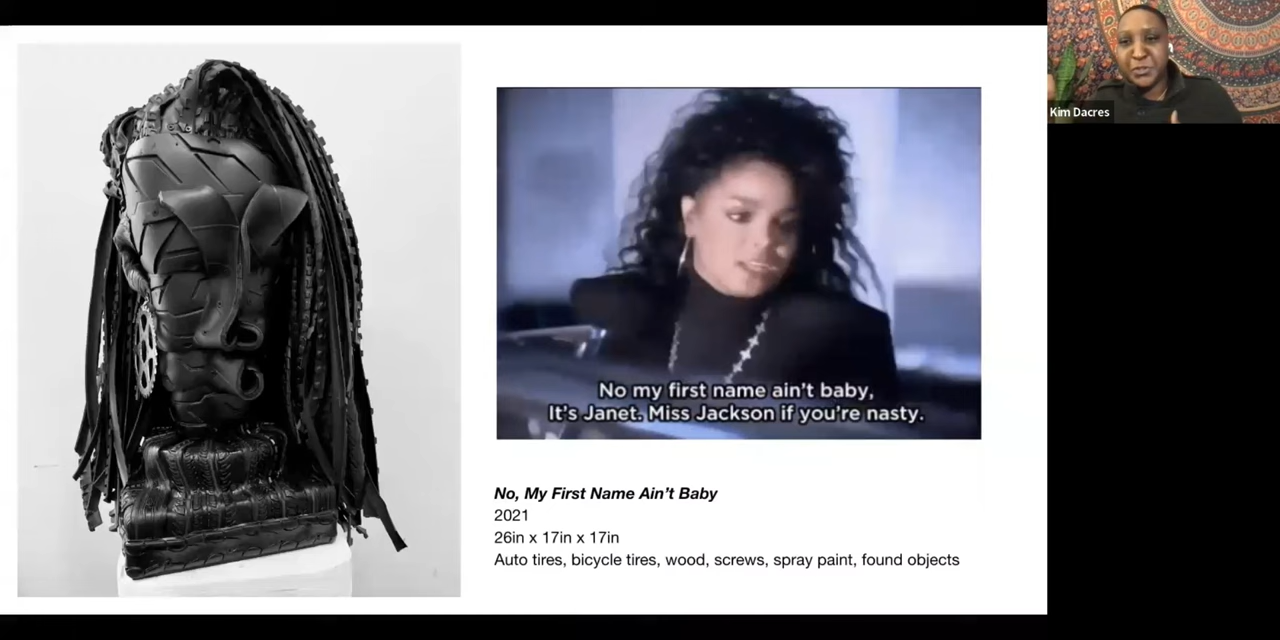 Kim Dacres
No my first name ain't baby,
It's Janet. Miss Jackson if you're nasty.
No, My First Name Ain't Baby
2021
26in x 17in x 17in
Auto tires, bicycle tires, wood, screws, spray paint, found objects